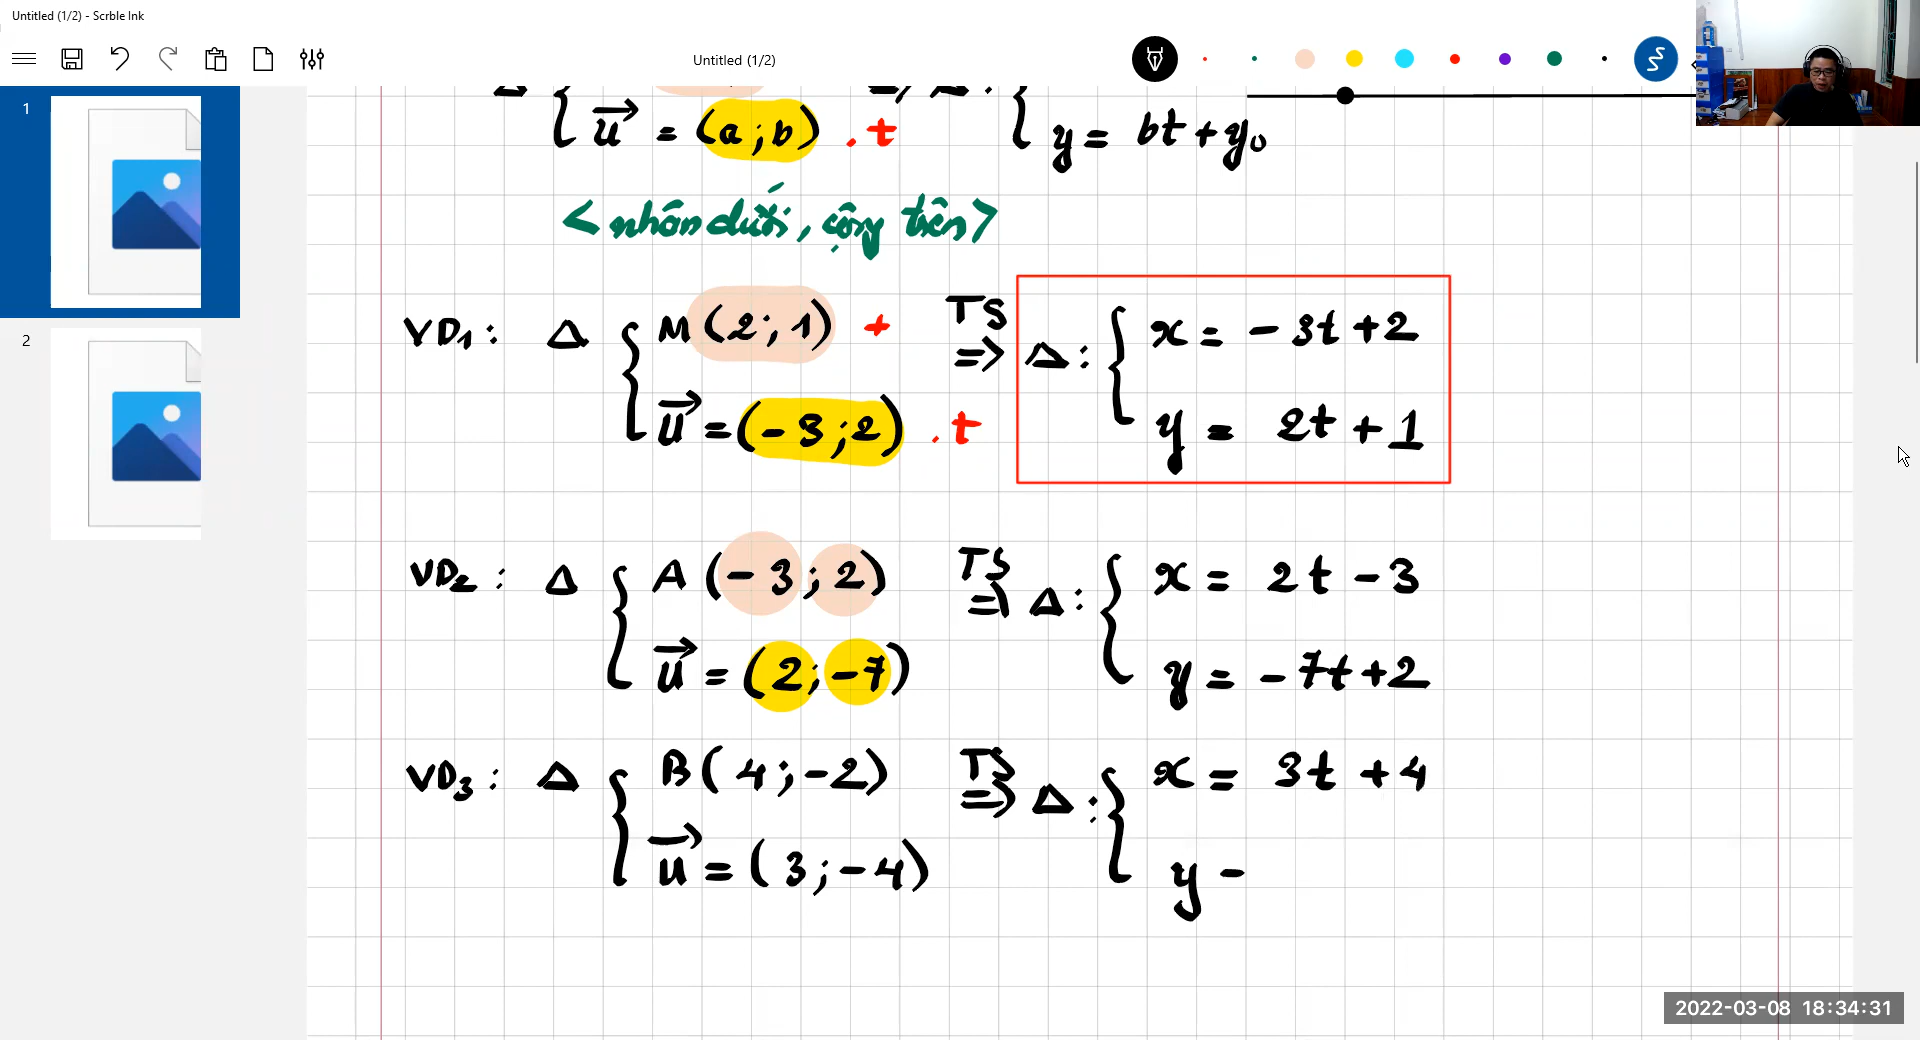 Untitled (1/2) - Scrble Ink
Untitled (1/2)
1
2
u⃗ = (a;b) .t
y = bt + y₀
<nhân dưới, cộng trên>
VD₁: Δ { M(2;1) + TS => Δ: { x = -3t + 2
u⃗ = (-3;2) .t y = 2t + 1
VD₂: Δ { A(-3;2) TS => Δ: { x = 2t - 3
u⃗ = (2;-7) y = -7t + 2
VD₃: Δ { B(4;-2) TS => Δ: { x = 3t + 4
u⃗ = (3;-4) y -
2022-03-08 18:34:31